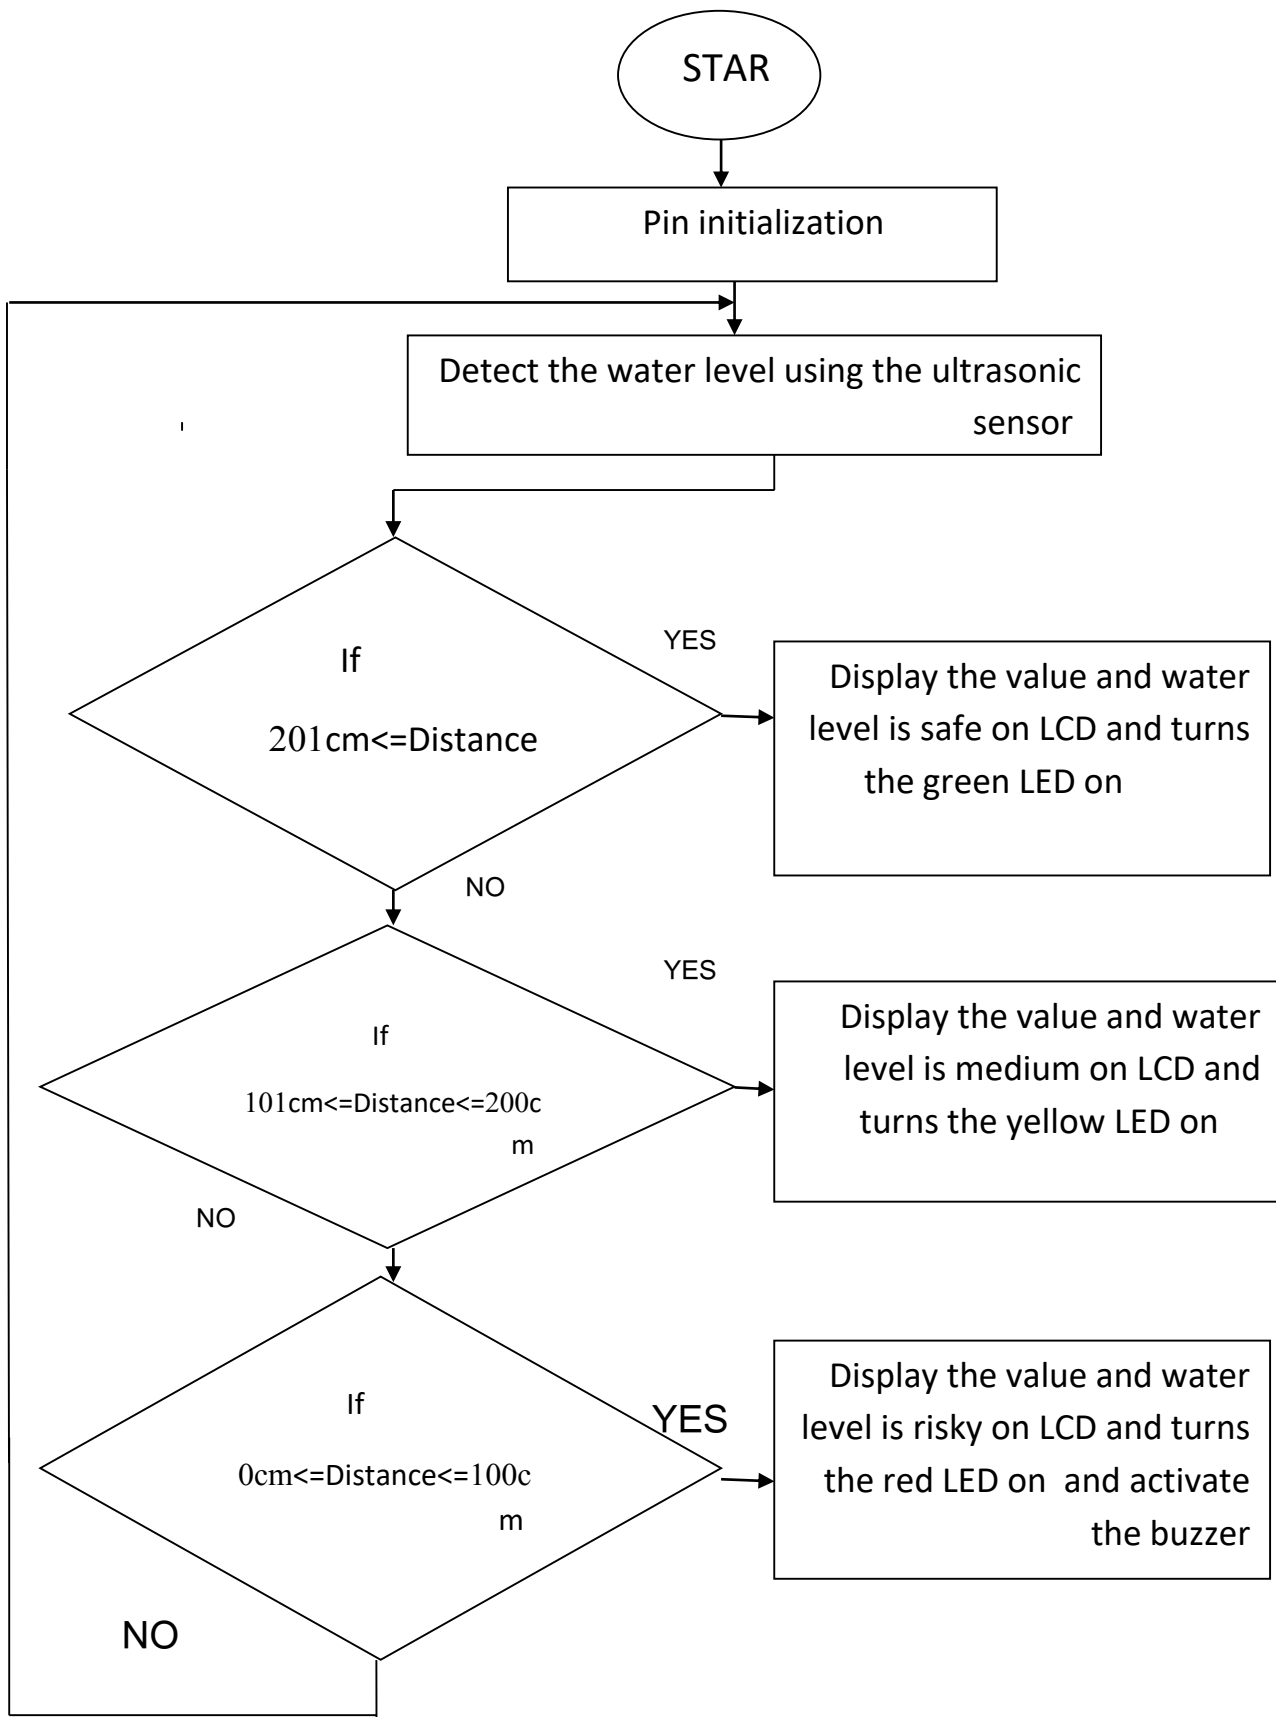 STAR
Pin initialization
Detect the water level using the ultrasonic
sensor
If
201cm<=Distance
YES
Display the value and water
level is safe on LCD and turns
the green LED on
NO
If
101cm<=Distance<=200c
m
YES
Display the value and water
level is medium on LCD and
turns the yellow LED on
NO
If
0cm<=Distance<=100c
m
YES
Display the value and water
level is risky on LCD and turns
the red LED on  and activate
the buzzer
NO